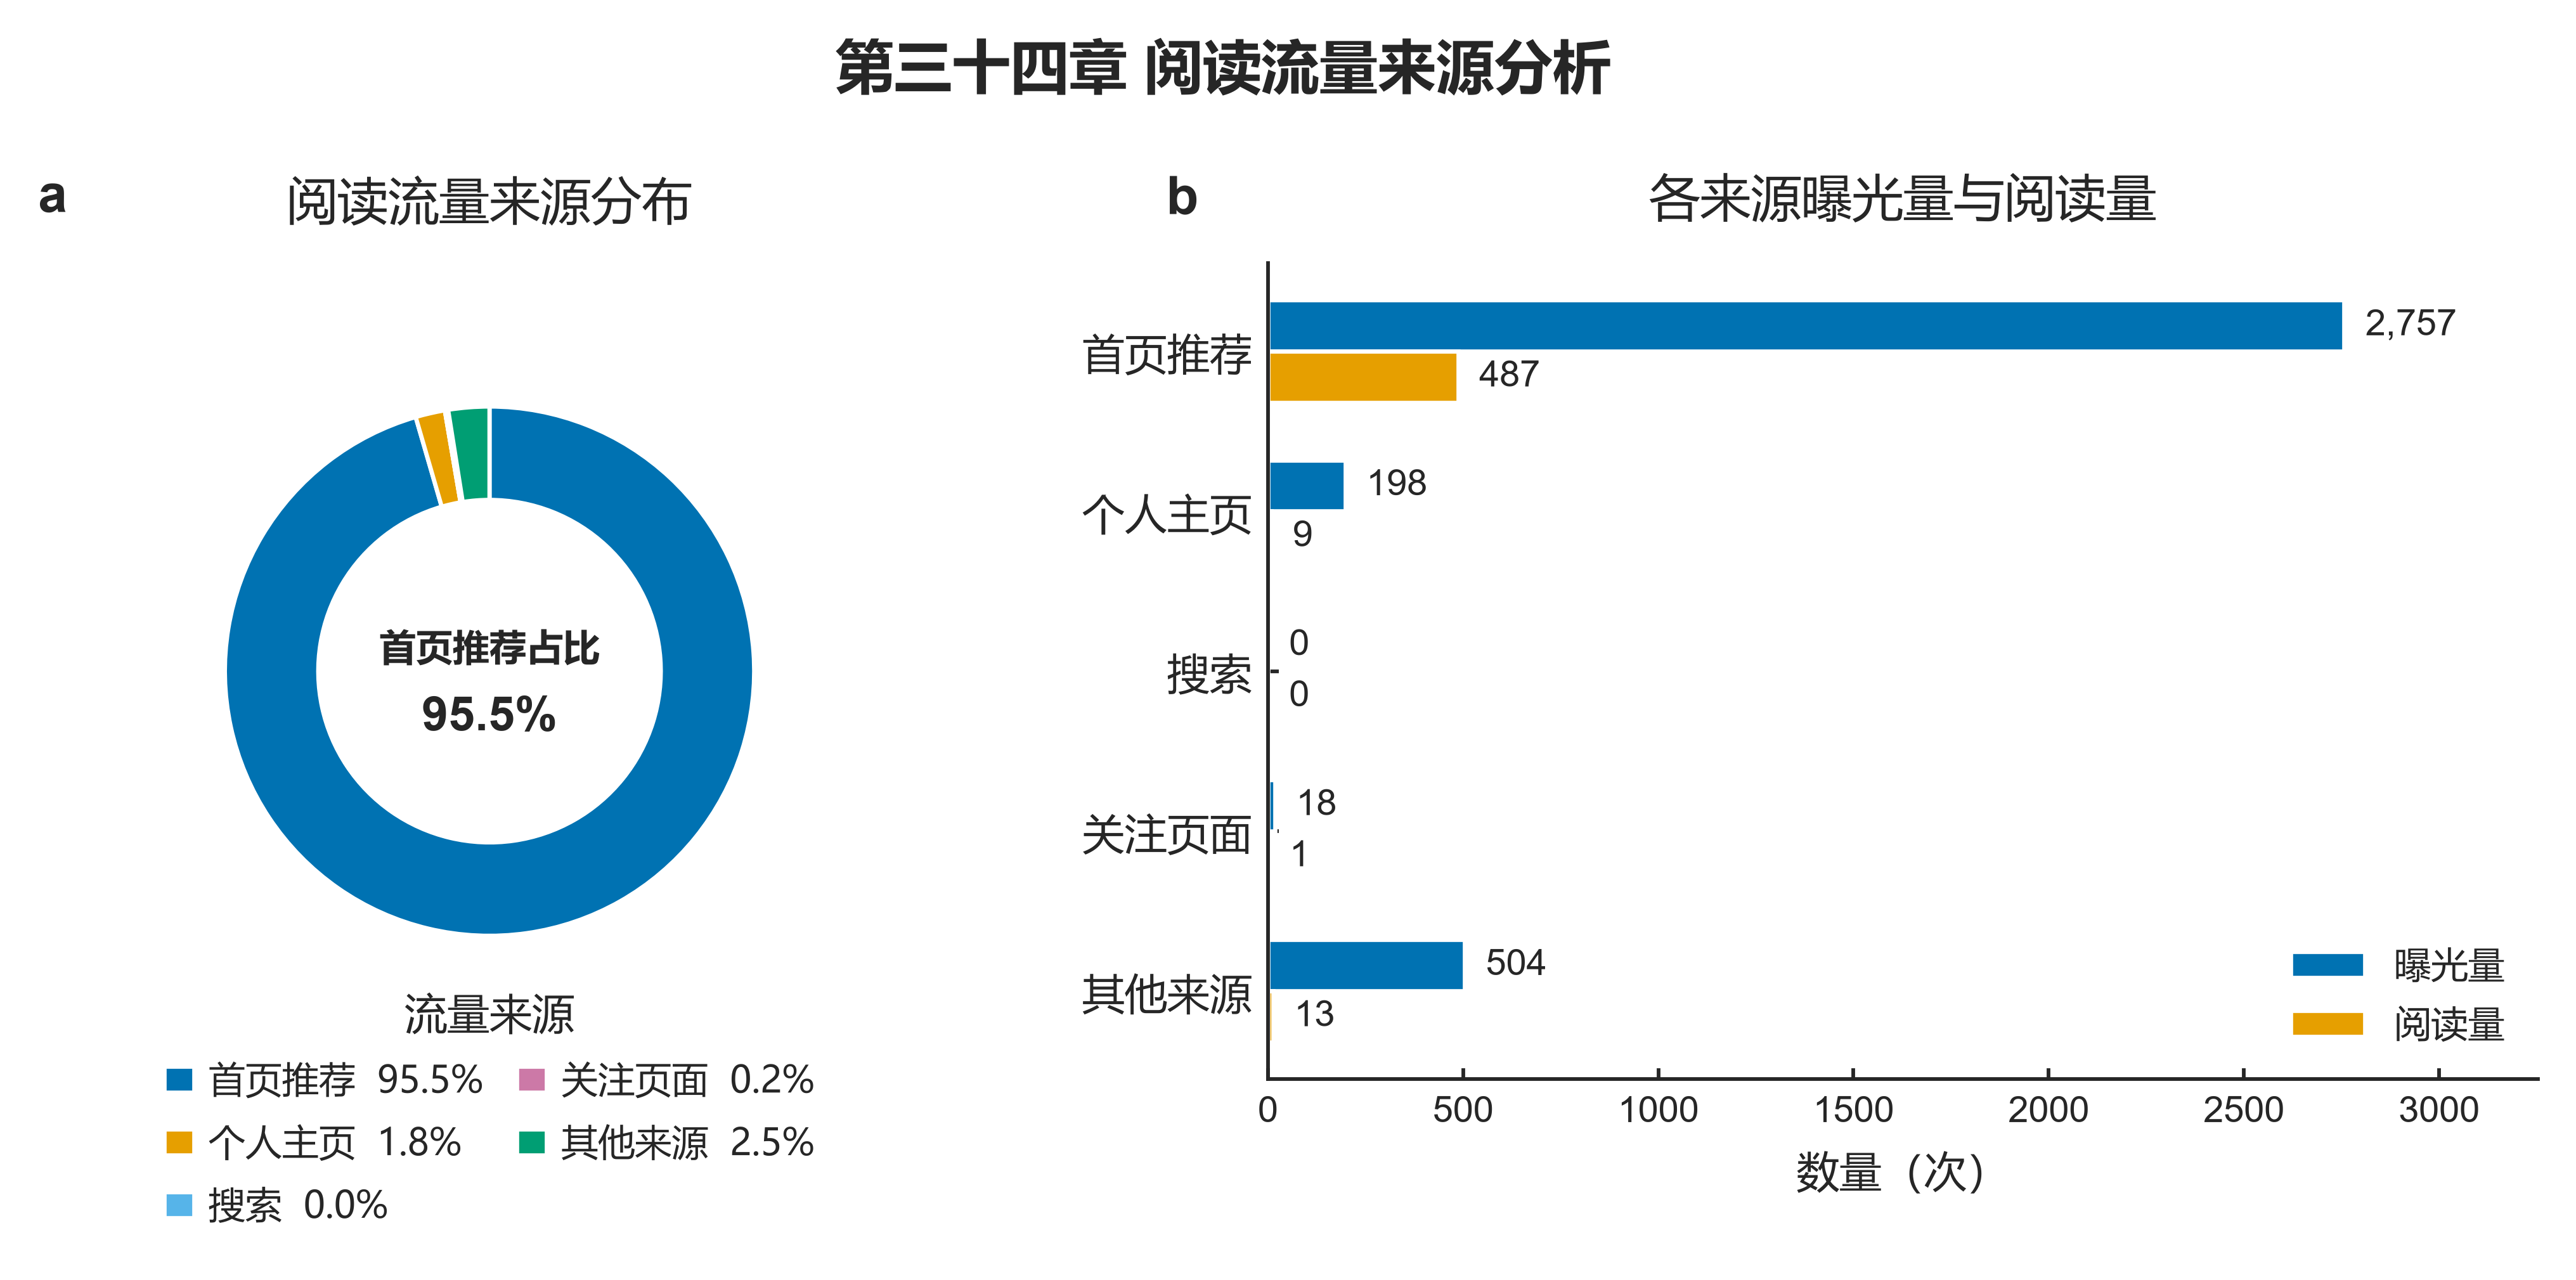 第三十四章 阅读流量来源分析
a
阅读流量来源分布
首页推荐占比
95.5%
流量来源
首页推荐 95.5%
个人主页 1.8%
搜索 0.0%
关注页面 0.2%
其他来源 2.5%
b
各来源曝光量与阅读量
首页推荐
2,757
487
个人主页
198
9
搜索
0
0
关注页面
18
1
其他来源
504
13
曝光量
阅读量
0 500 1000 1500 2000 2500 3000
数量（次）